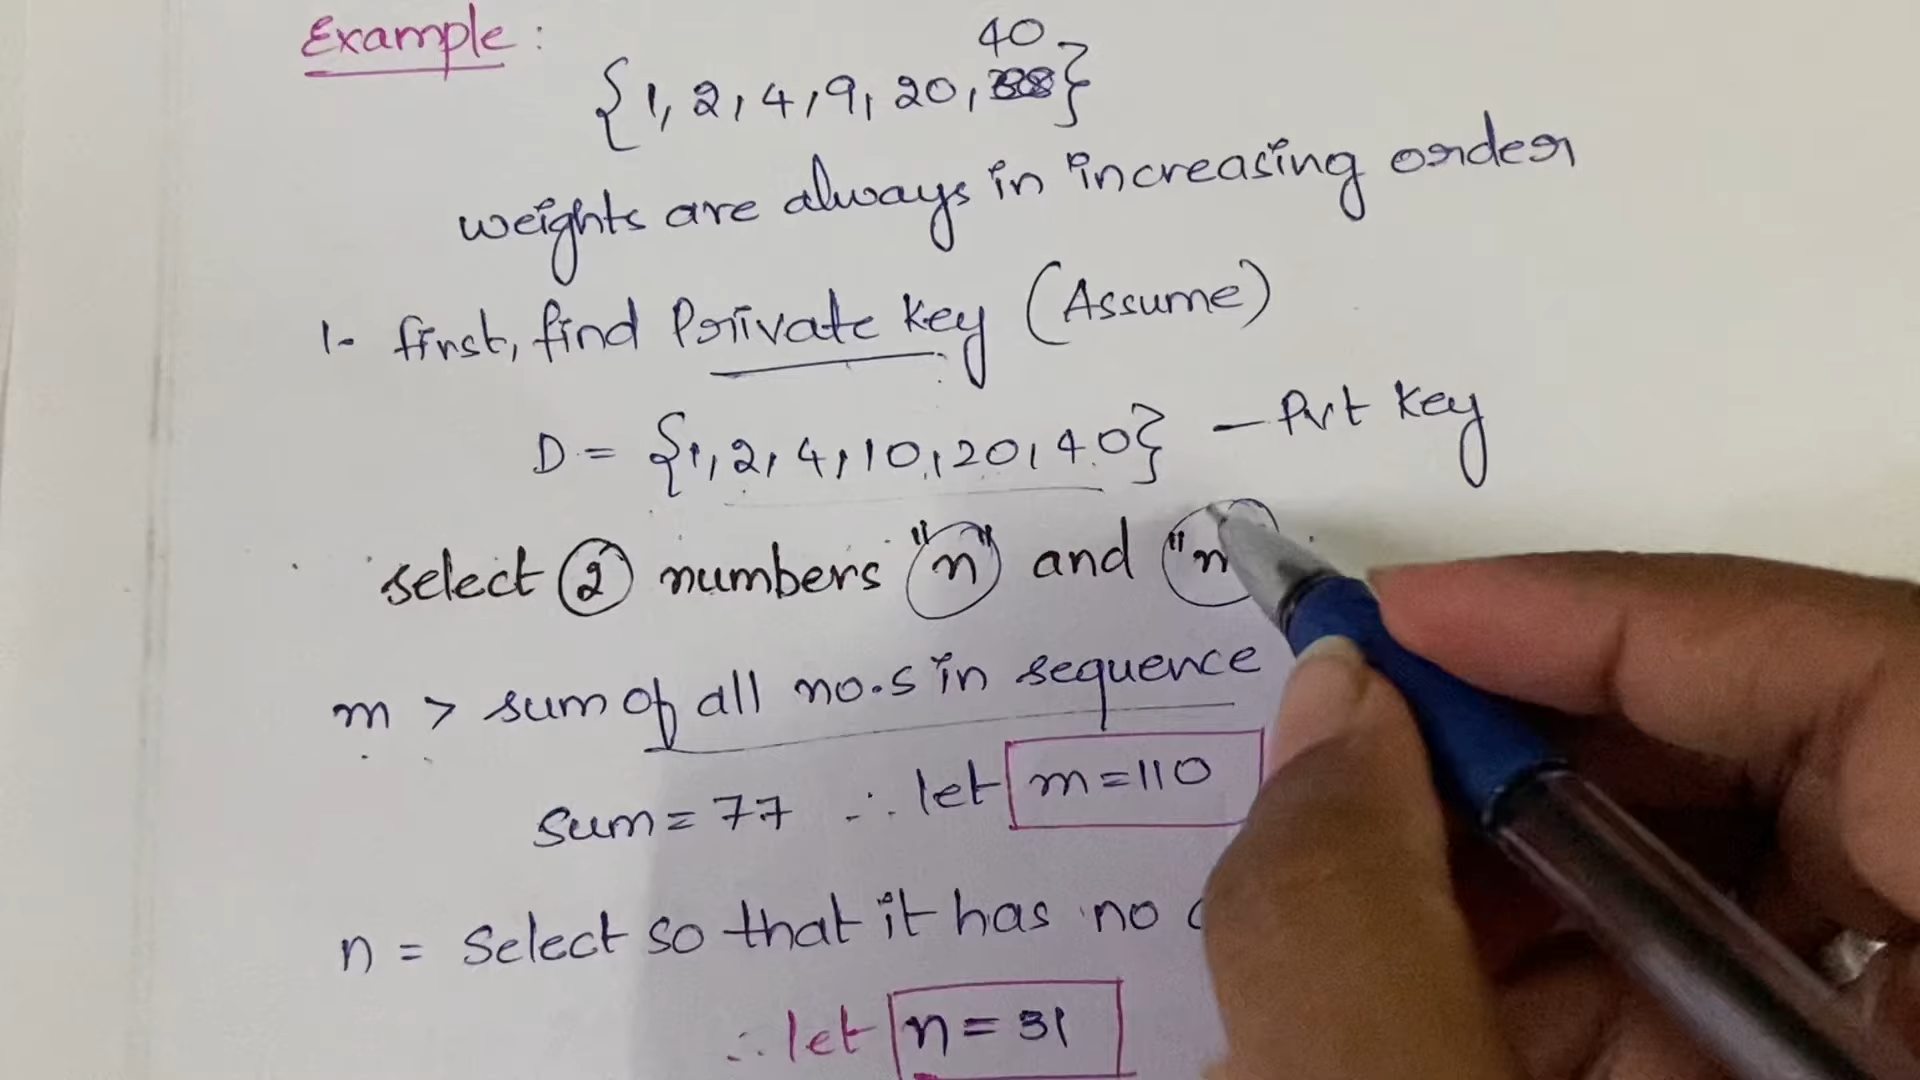 Example :
40
{1, 2, 4, 9, 20, }
weights are always in increasing order
1. first, find Private key (Assume)
D = {1, 2, 4, 10, 20, 40} — Pvt key
select 2 numbers "n" and
m > sum of all no.s in sequence
sum = 77 ∴ let m = 110
n = Select so that it has no
∴ let n = 31